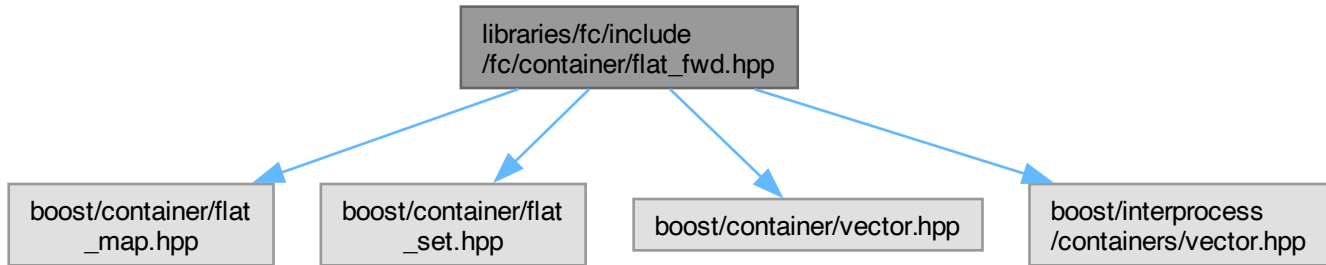 libraries/fc/include
/fc/container/flat_fwd.hpp
boost/container/flat
_map.hpp
boost/container/flat
_set.hpp
boost/container/vector.hpp
boost/interprocess
/containers/vector.hpp